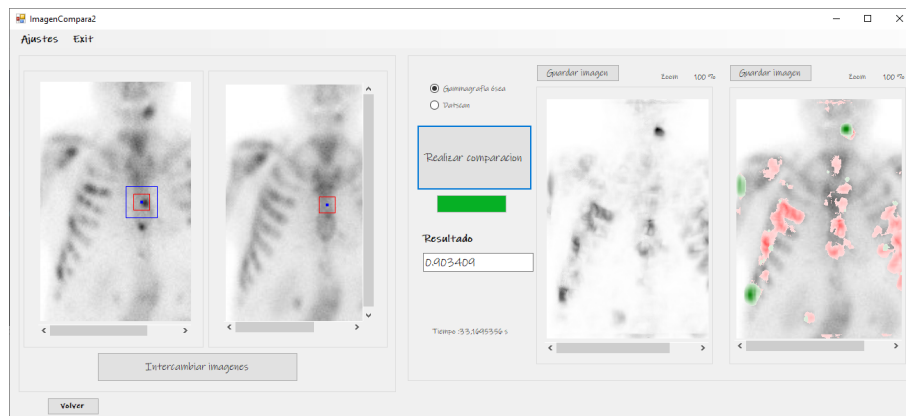 ImagenCompara2
Ajustes Exit
Guardar imagen Zoom 100 % Guardar imagen Zoom 100 %
Gammagrafía ósea
Datscan
Realizar comparacion
Resultado
0.903409
Tiempo :33,1695356 s
Intercambiar imagenes
Volver